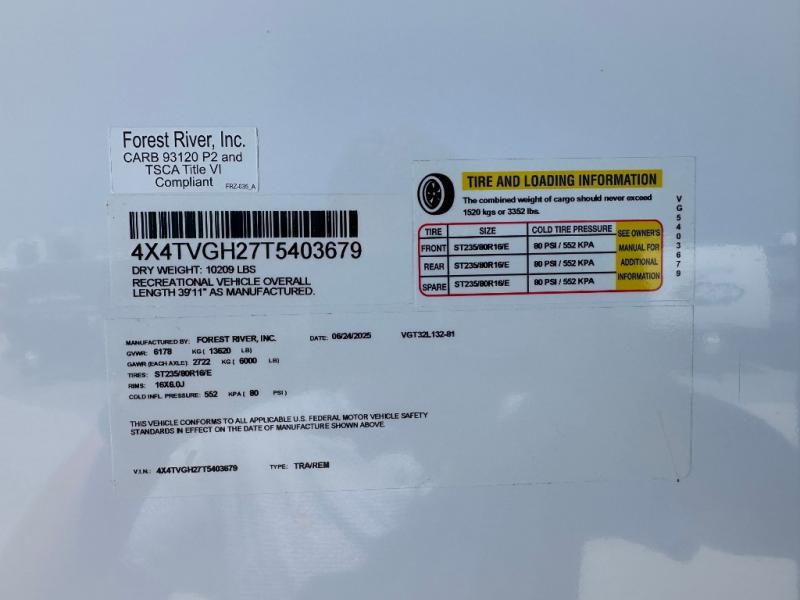 Forest River, Inc.
CARB 93120 P2 and
TSCA Title VI
Compliant
FRZ-035_A
4X4TVGH27T5403679
DRY WEIGHT: 10209 LBS
RECREATIONAL VEHICLE OVERALL
LENGTH 39'11" AS MANUFACTURED.
TIRE AND LOADING INFORMATION
The combined weight of cargo should never exceed
1520 kgs or 3352 lbs.
TIRE SIZE COLD TIRE PRESSURE
FRONT ST235/80R16/E 80 PSI / 552 KPA
REAR ST235/80R16/E 80 PSI / 552 KPA
SPARE ST235/80R16/E 80 PSI / 552 KPA
SEE OWNER'S
MANUAL FOR
ADDITIONAL
INFORMATION
VG5403679
MANUFACTURED BY: FOREST RIVER, INC. DATE: 06/24/2025 VGT32L132-81
GVWR: 6178 KG ( 13620 LB)
GAWR (EACH AXLE): 2722 KG ( 6000 LB)
TIRES: ST235/80R16/E
RIMS: 16X6.0J
COLD INFL. PRESSURE: 552 KPA ( 80 PSI)
THIS VEHICLE CONFORMS TO ALL APPLICABLE U.S. FEDERAL MOTOR VEHICLE SAFETY
STANDARDS IN EFFECT ON THE DATE OF MANUFACTURE SHOWN ABOVE.
V.I.N.: 4X4TVGH27T5403679 TYPE: TRA/REM